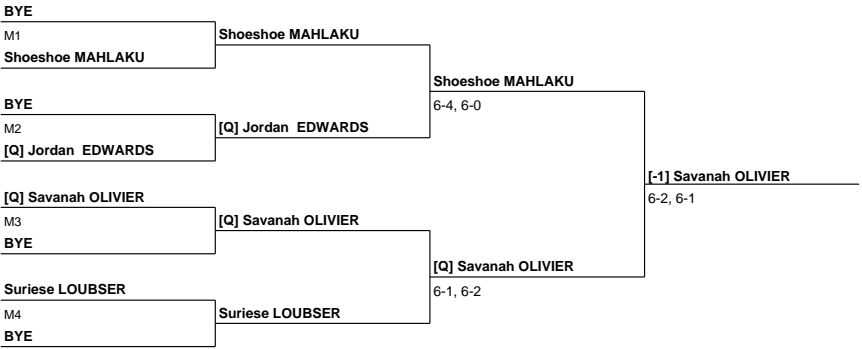 BYE
M1
Shoeshoe MAHLAKU
BYE
M2
[Q] Jordan  EDWARDS
[Q] Savanah OLIVIER
M3
BYE
Suriese LOUBSER
M4
BYE
Shoeshoe MAHLAKU
[Q] Jordan  EDWARDS
[Q] Savanah OLIVIER
Suriese LOUBSER
Shoeshoe MAHLAKU
6-4, 6-0
[Q] Savanah OLIVIER
6-1, 6-2
[-1] Savanah OLIVIER
6-2, 6-1